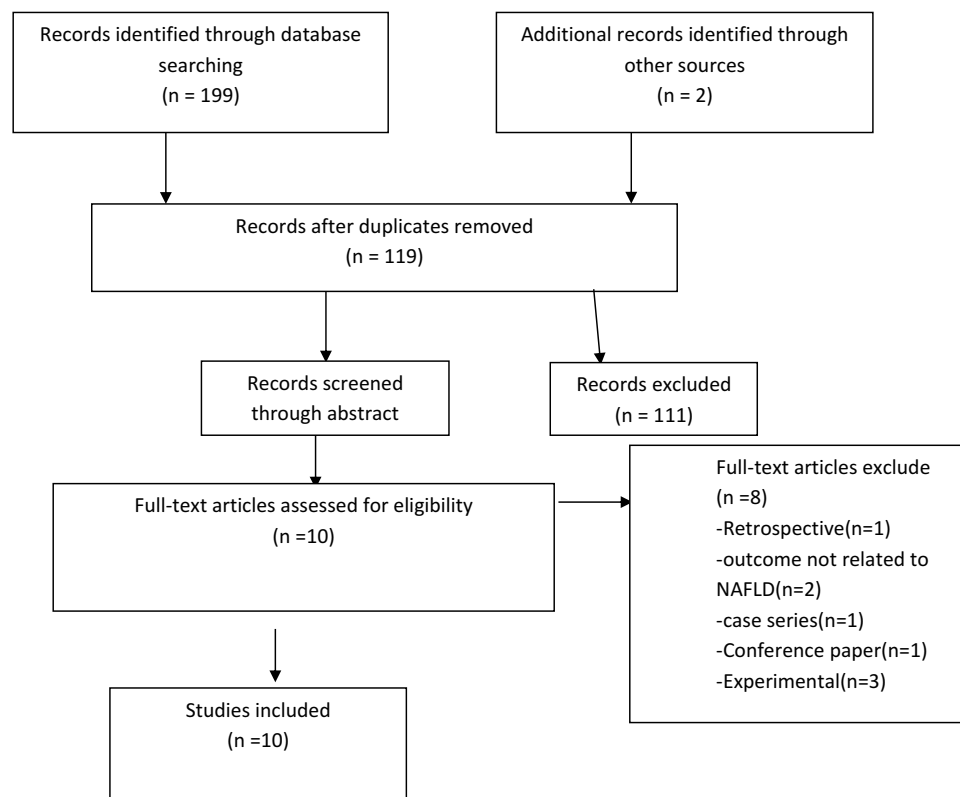 Records identified through database
searching
(n = 199)
Additional records identified through
other sources
(n = 2)
Records after duplicates removed
(n = 119)
Records screened
through abstract
Records excluded
(n = 111)
Full-text articles assessed for eligibility
(n =10)
Full-text articles exclude
(n =8)
-Retrospective(n=1)
-outcome not related to
NAFLD(n=2)
-case series(n=1)
-Conference paper(n=1)
-Experimental(n=3)
Studies included
(n =10)